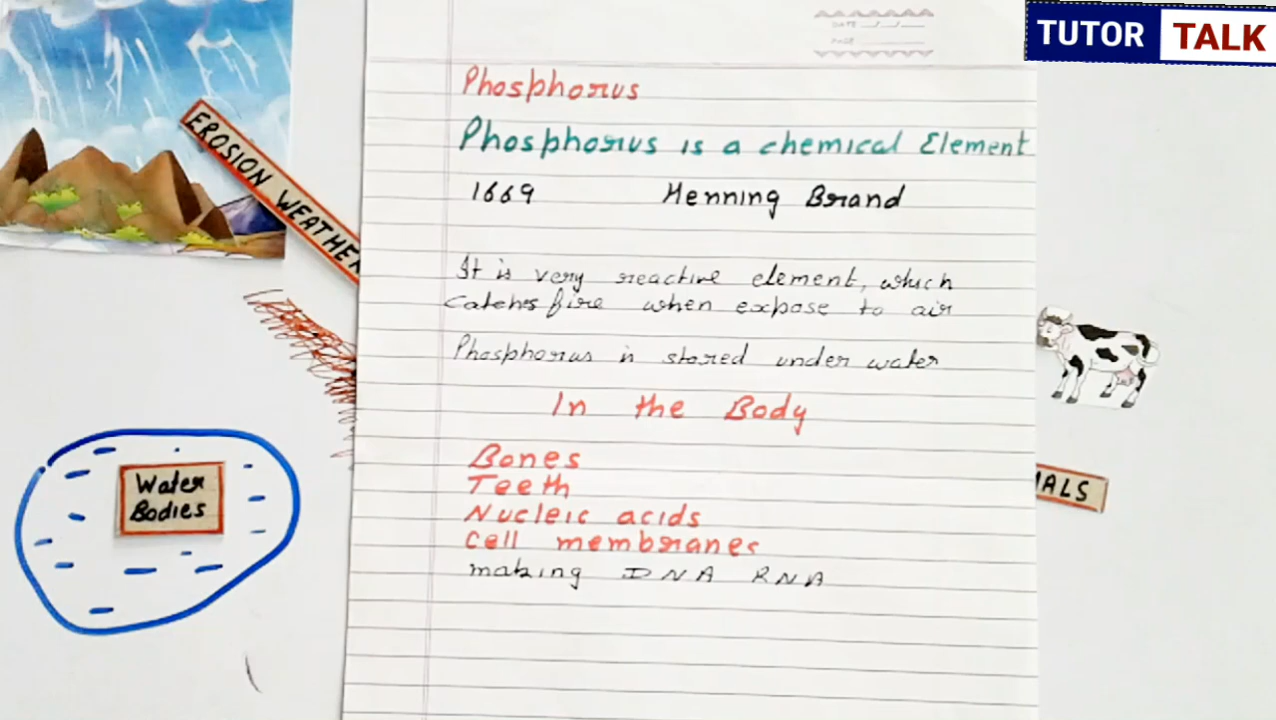 TUTOR TALK
DATE
PAGE
Phosphorus
Phosphorus is a chemical Element
1669 Henning Brand
It is very reactive element, which
catches fire when expose to air
Phosphorus is stored under water
In the Body
Bones
Teeth
Nucleic acids
Cell membranes
making DNA RNA
EROSION WEATHER
Water
Bodies
MALS